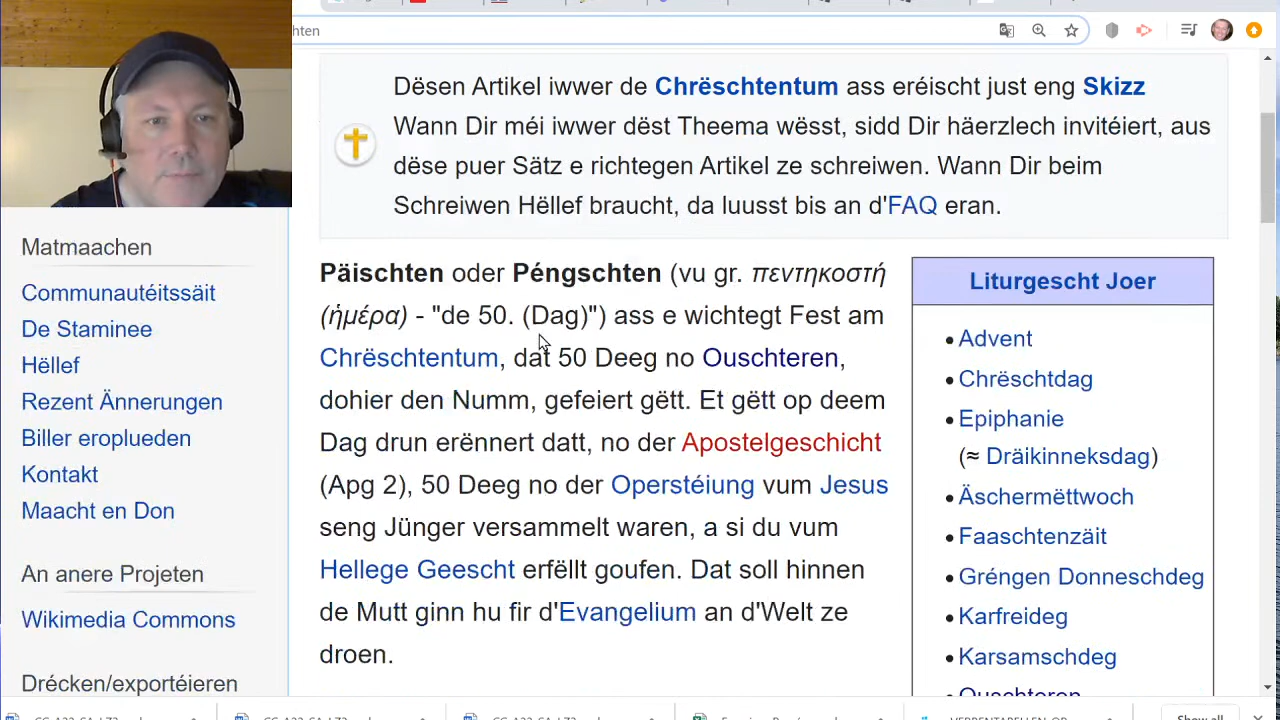 hten
Dësen Artikel iwwer de Chrëschtentum ass eréischt just eng Skizz
Wann Dir méi iwwer dëst Theema wësst, sidd Dir häerzlech invitéiert, aus
dëse puer Sätz e richtegen Artikel ze schreiwen. Wann Dir beim
Schreiwen Hëllef braucht, da luusst bis an d'FAQ eran.
Matmaachen
Communautéitssäit
De Staminee
Hëllef
Rezent Ännerungen
Biller eroplueden
Kontakt
Maacht en Don
An anere Projeten
Wikimedia Commons
Drécken/exportéieren
Päischten oder Péngschten (vu gr. πεντηκοστή
(ἡμέρα) - "de 50. (Dag)") ass e wichtegt Fest am
Chrëschtentum, dat 50 Deeg no Ouschteren,
dohier den Numm, gefeiert gëtt. Et gëtt op deem
Dag drun erënnert datt, no der Apostelgeschicht
(Apg 2), 50 Deeg no der Operstéiung vum Jesus
seng Jünger versammelt waren, a si du vum
Hellege Geescht erfëllt goufen. Dat soll hinnen
de Mutt ginn hu fir d'Evangelium an d'Welt ze
droen.
Liturgescht Joer
Advent
Chrëschtdag
Epiphanie
(≈ Dräikinneksdag)
Äschermëttwoch
Faaschtenzäit
Gréngen Donneschdeg
Karfreideg
Karsamschdeg
Ouschteren
Show all